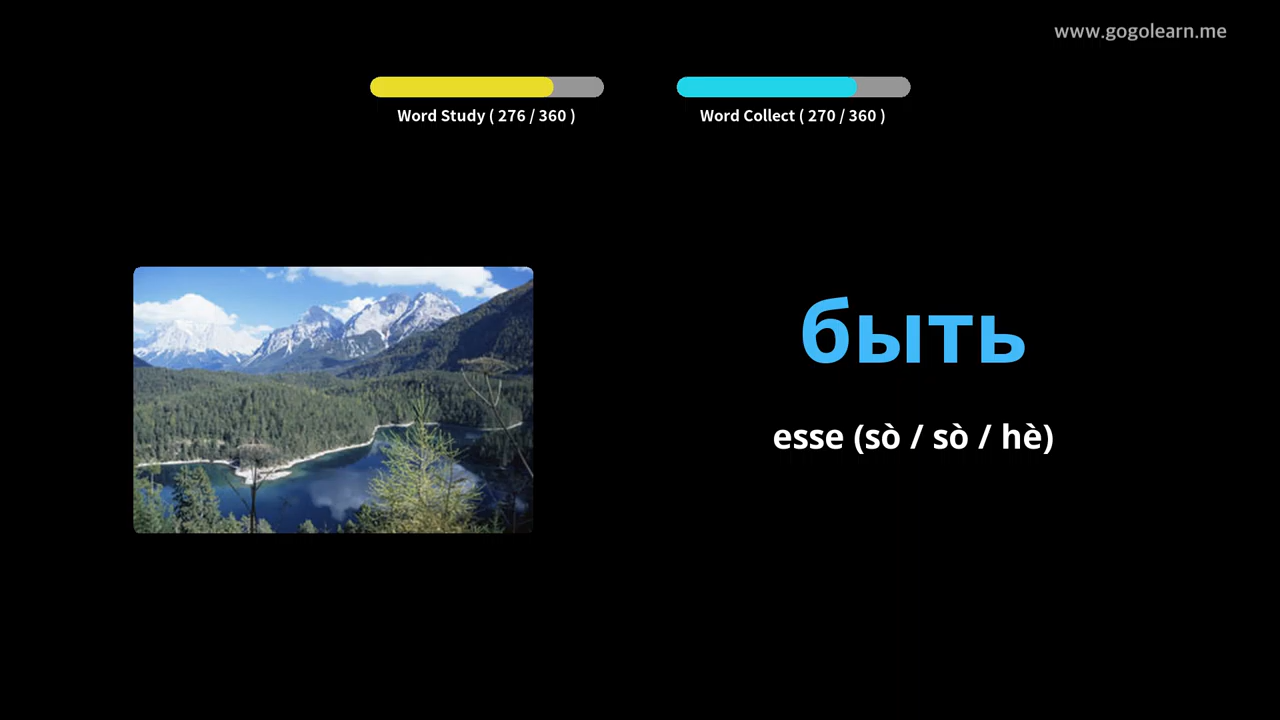 www.gogolearn.me
Word Study ( 276 / 360 )
Word Collect ( 270 / 360 )
быть
esse (sò / sò / hè)